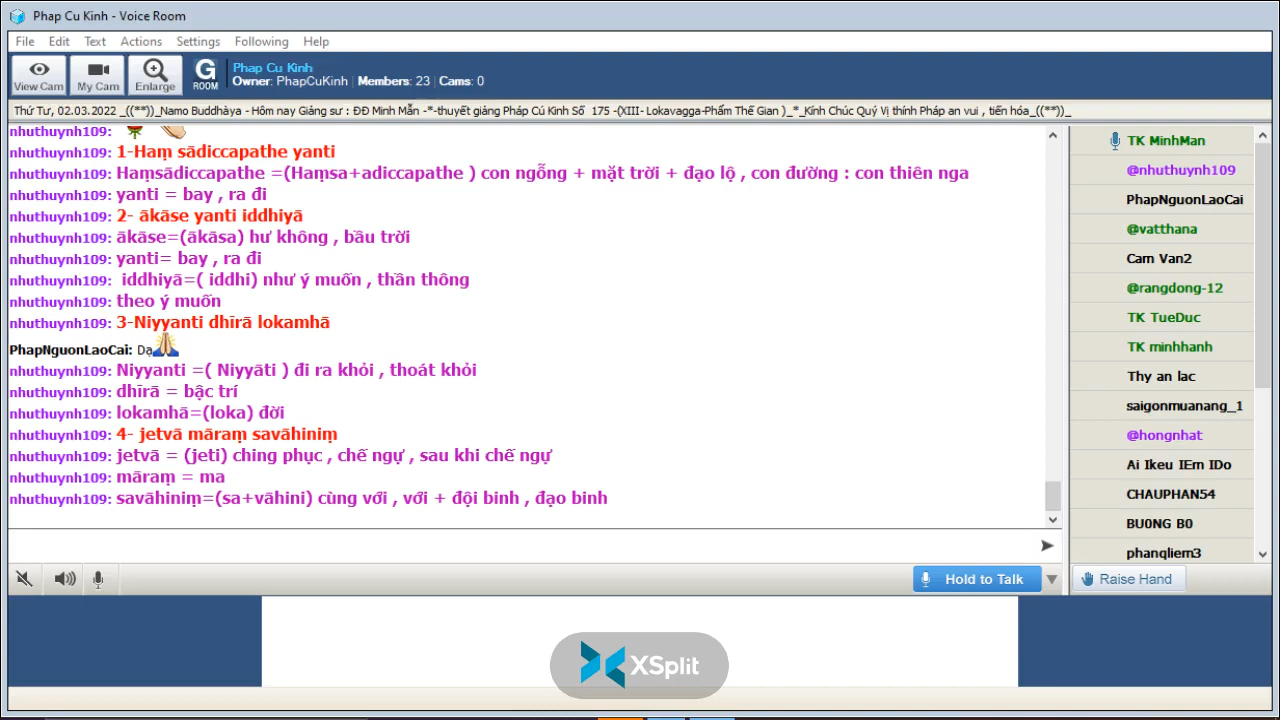 Phap Cu Kinh - Voice Room
File Edit Text Actions Settings Following Help
View Cam My Cam Enlarge G ROOM Phap Cu Kinh
Owner: PhapCuKinh Members: 23 Cams: 0
Thứ Tư, 02.03.2022 _((**))_Namo Buddhàya - Hôm nay Giảng sư : ĐĐ Minh Mẫn -*-thuyết giảng Pháp Cú Kinh Số 175 -(XIII- Lokavagga-Phẩm Thế Gian )_*_Kính Chúc Quý Vị thính Pháp an vui , tiến hóa_((**))_
nhuthuynh109:
nhuthuynh109: 1-Haṃ sādiccapathe yanti
nhuthuynh109: Haṃsādiccapathe =(Haṃsa+adiccapathe ) con ngỗng + mặt trời + đạo lộ , con đường : con thiên nga
nhuthuynh109: yanti = bay , ra đi
nhuthuynh109: 2- ākāse yanti iddhiyā
nhuthuynh109: ākāse=(ākāsa) hư không , bầu trời
nhuthuynh109: yanti= bay , ra đi
nhuthuynh109: iddhiyā=( iddhi) như ý muốn , thần thông
nhuthuynh109: theo ý muốn
nhuthuynh109: 3-Niyyanti dhīrā lokamhā
PhapNguonLaoCai: Dạ
nhuthuynh109: Niyyanti =( Niyyāti ) đi ra khỏi , thoát khỏi
nhuthuynh109: dhīrā = bậc trí
nhuthuynh109: lokamhā=(loka) đời
nhuthuynh109: 4- jetvā māraṃ savāhiniṃ
nhuthuynh109: jetvā = (jeti) ching phục , chế ngự , sau khi chế ngự
nhuthuynh109: māraṃ = ma
nhuthuynh109: savāhiniṃ=(sa+vāhini) cùng với , với + đội binh , đạo binh
TK MinhMan
@nhuthuynh109
PhapNguonLaoCai
@vatthana
Cam Van2
@rangdong-12
TK TueDuc
TK minhhanh
Thy an lac
saigonmuanang_1
@hongnhat
Ai Ikeu IEm IDo
CHAUPHAN54
BU0NG B0
phanqliem3
Hold to Talk
Raise Hand
XSplit